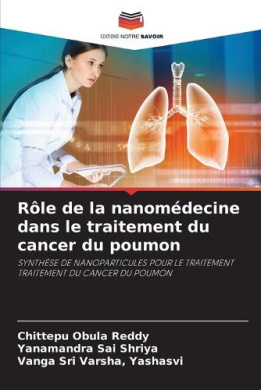 EDITIONS NOTRE SAVOIR
Rôle de la nanomédecine
dans le traitement du
cancer du poumon
SYNTHÈSE DE NANOPARTICULES POUR LE TRAITEMENT
TRAITEMENT DU CANCER DU POUMON
Chittepu Obula Reddy
Yanamandra Sai Shriya
Vanga Sri Varsha, Yashasvi